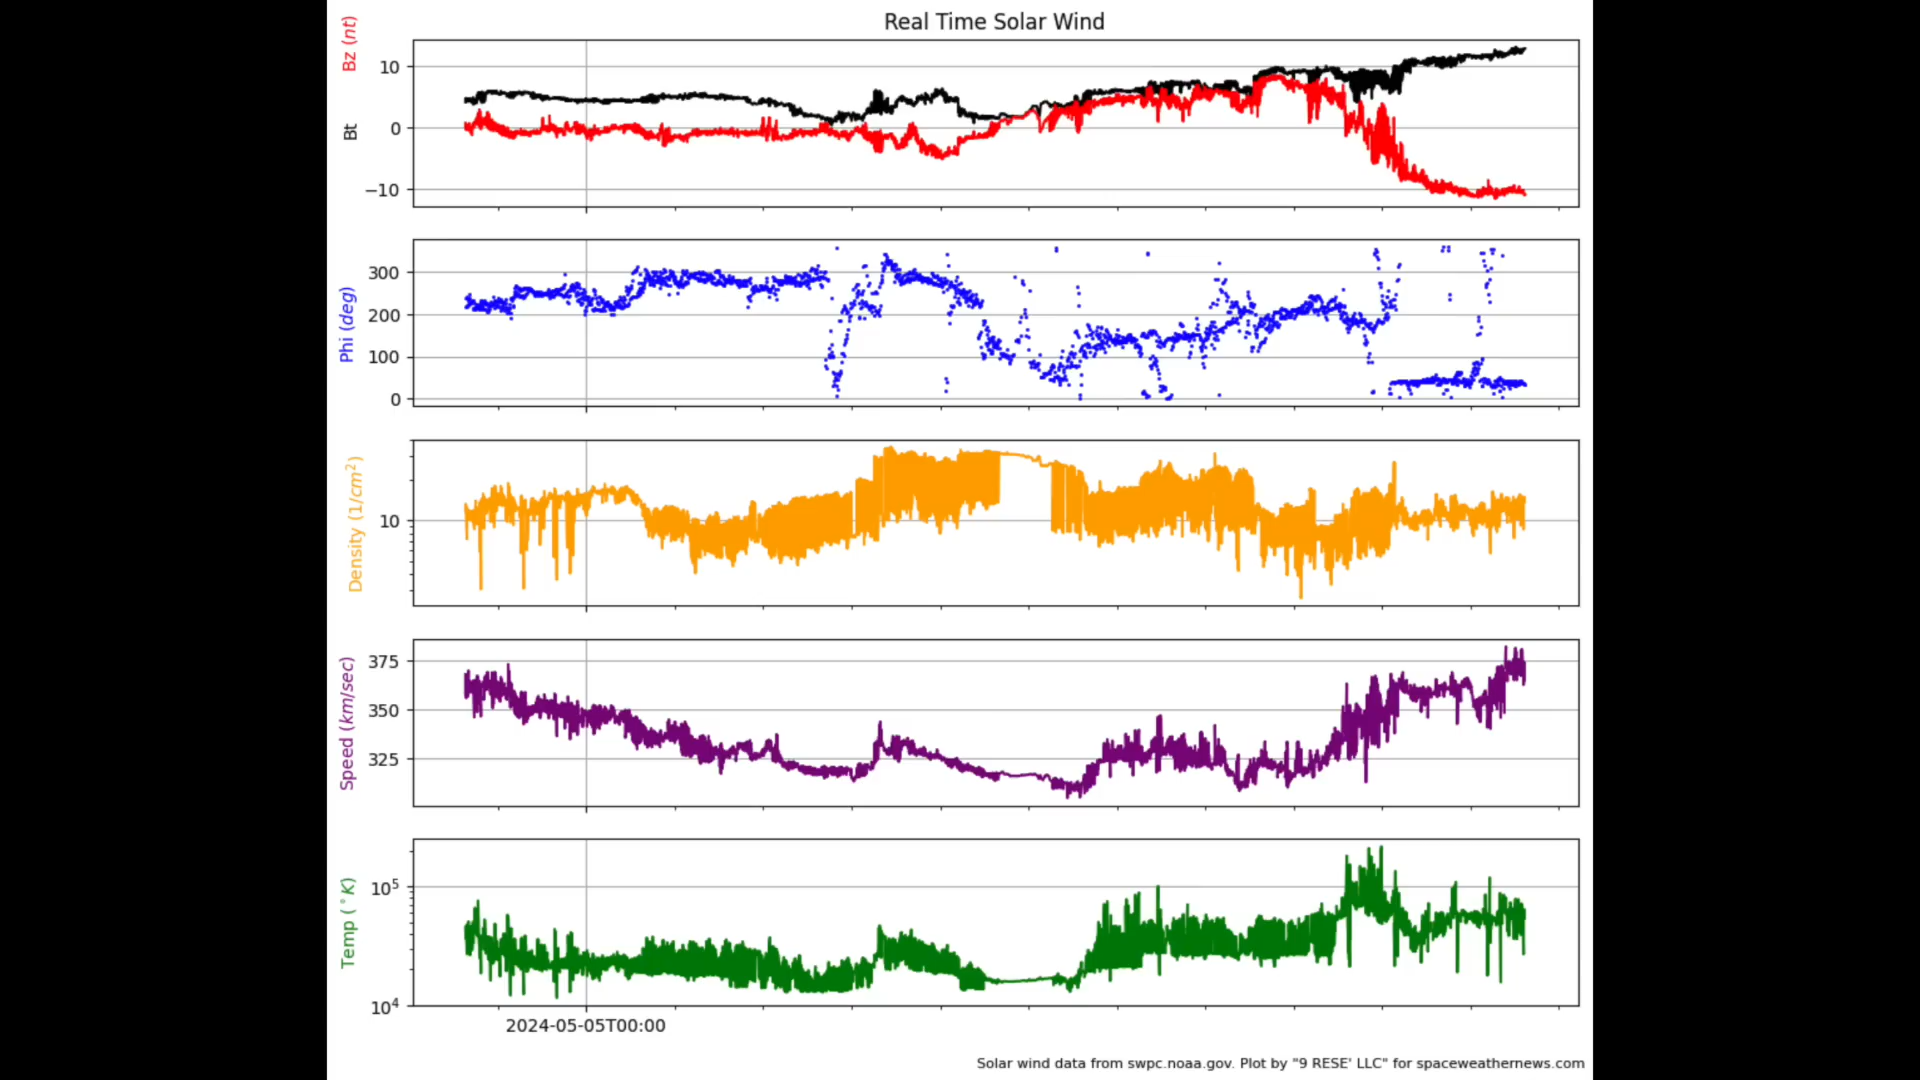 Real Time Solar Wind
Bz (nt)
Bt
10
0
−10
Phi (deg)
300
200
100
0
Density (1/cm²)
10
Speed (km/sec)
375
350
325
Temp (°K)
10⁵
10⁴
2024-05-05T00:00
Solar wind data from swpc.noaa.gov. Plot by "9 RESE' LLC" for spaceweathernews.com